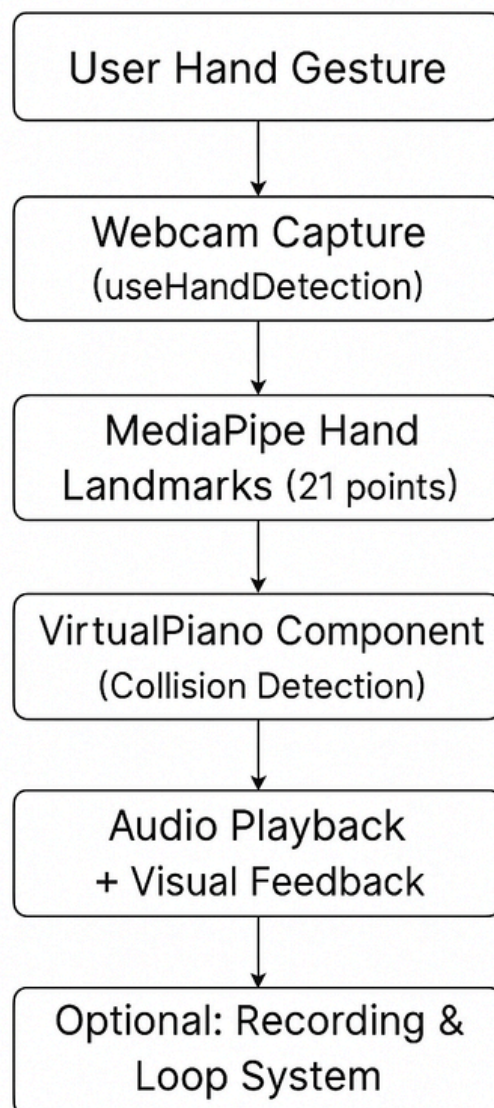 User Hand Gesture
Webcam Capture
(useHandDetection)
MediaPipe Hand
Landmarks (21 points)
VirtualPiano Component
(Collision Detection)
Audio Playback
+ Visual Feedback
Optional: Recording &
Loop System